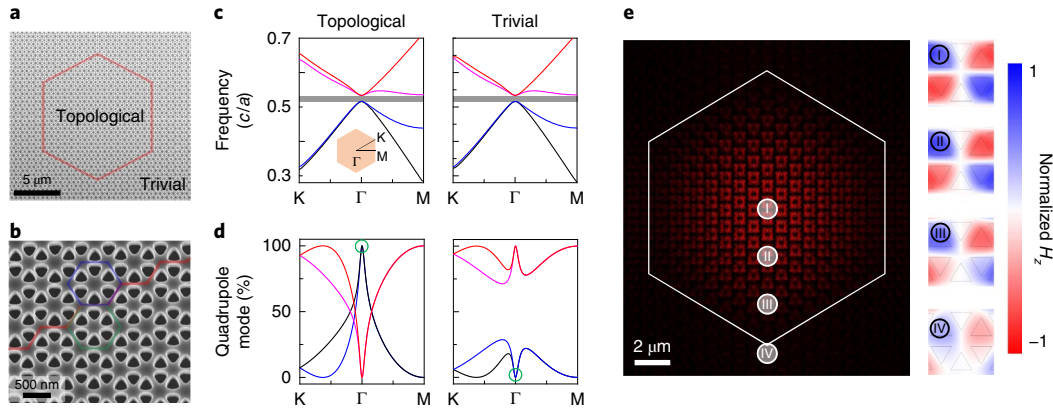 a
Topological
5 μm
Trivial
b
500 nm
c
Topological
Trivial
Frequency
(c/a)
0.7
0.5
0.3
K
M
Γ
K
Γ
M
K
Γ
M
d
Quadrupole
mode (%)
100
50
0
K
Γ
M
K
Γ
M
e
I
II
III
IV
2 μm
I
II
III
IV
1
Normalized Hz
−1